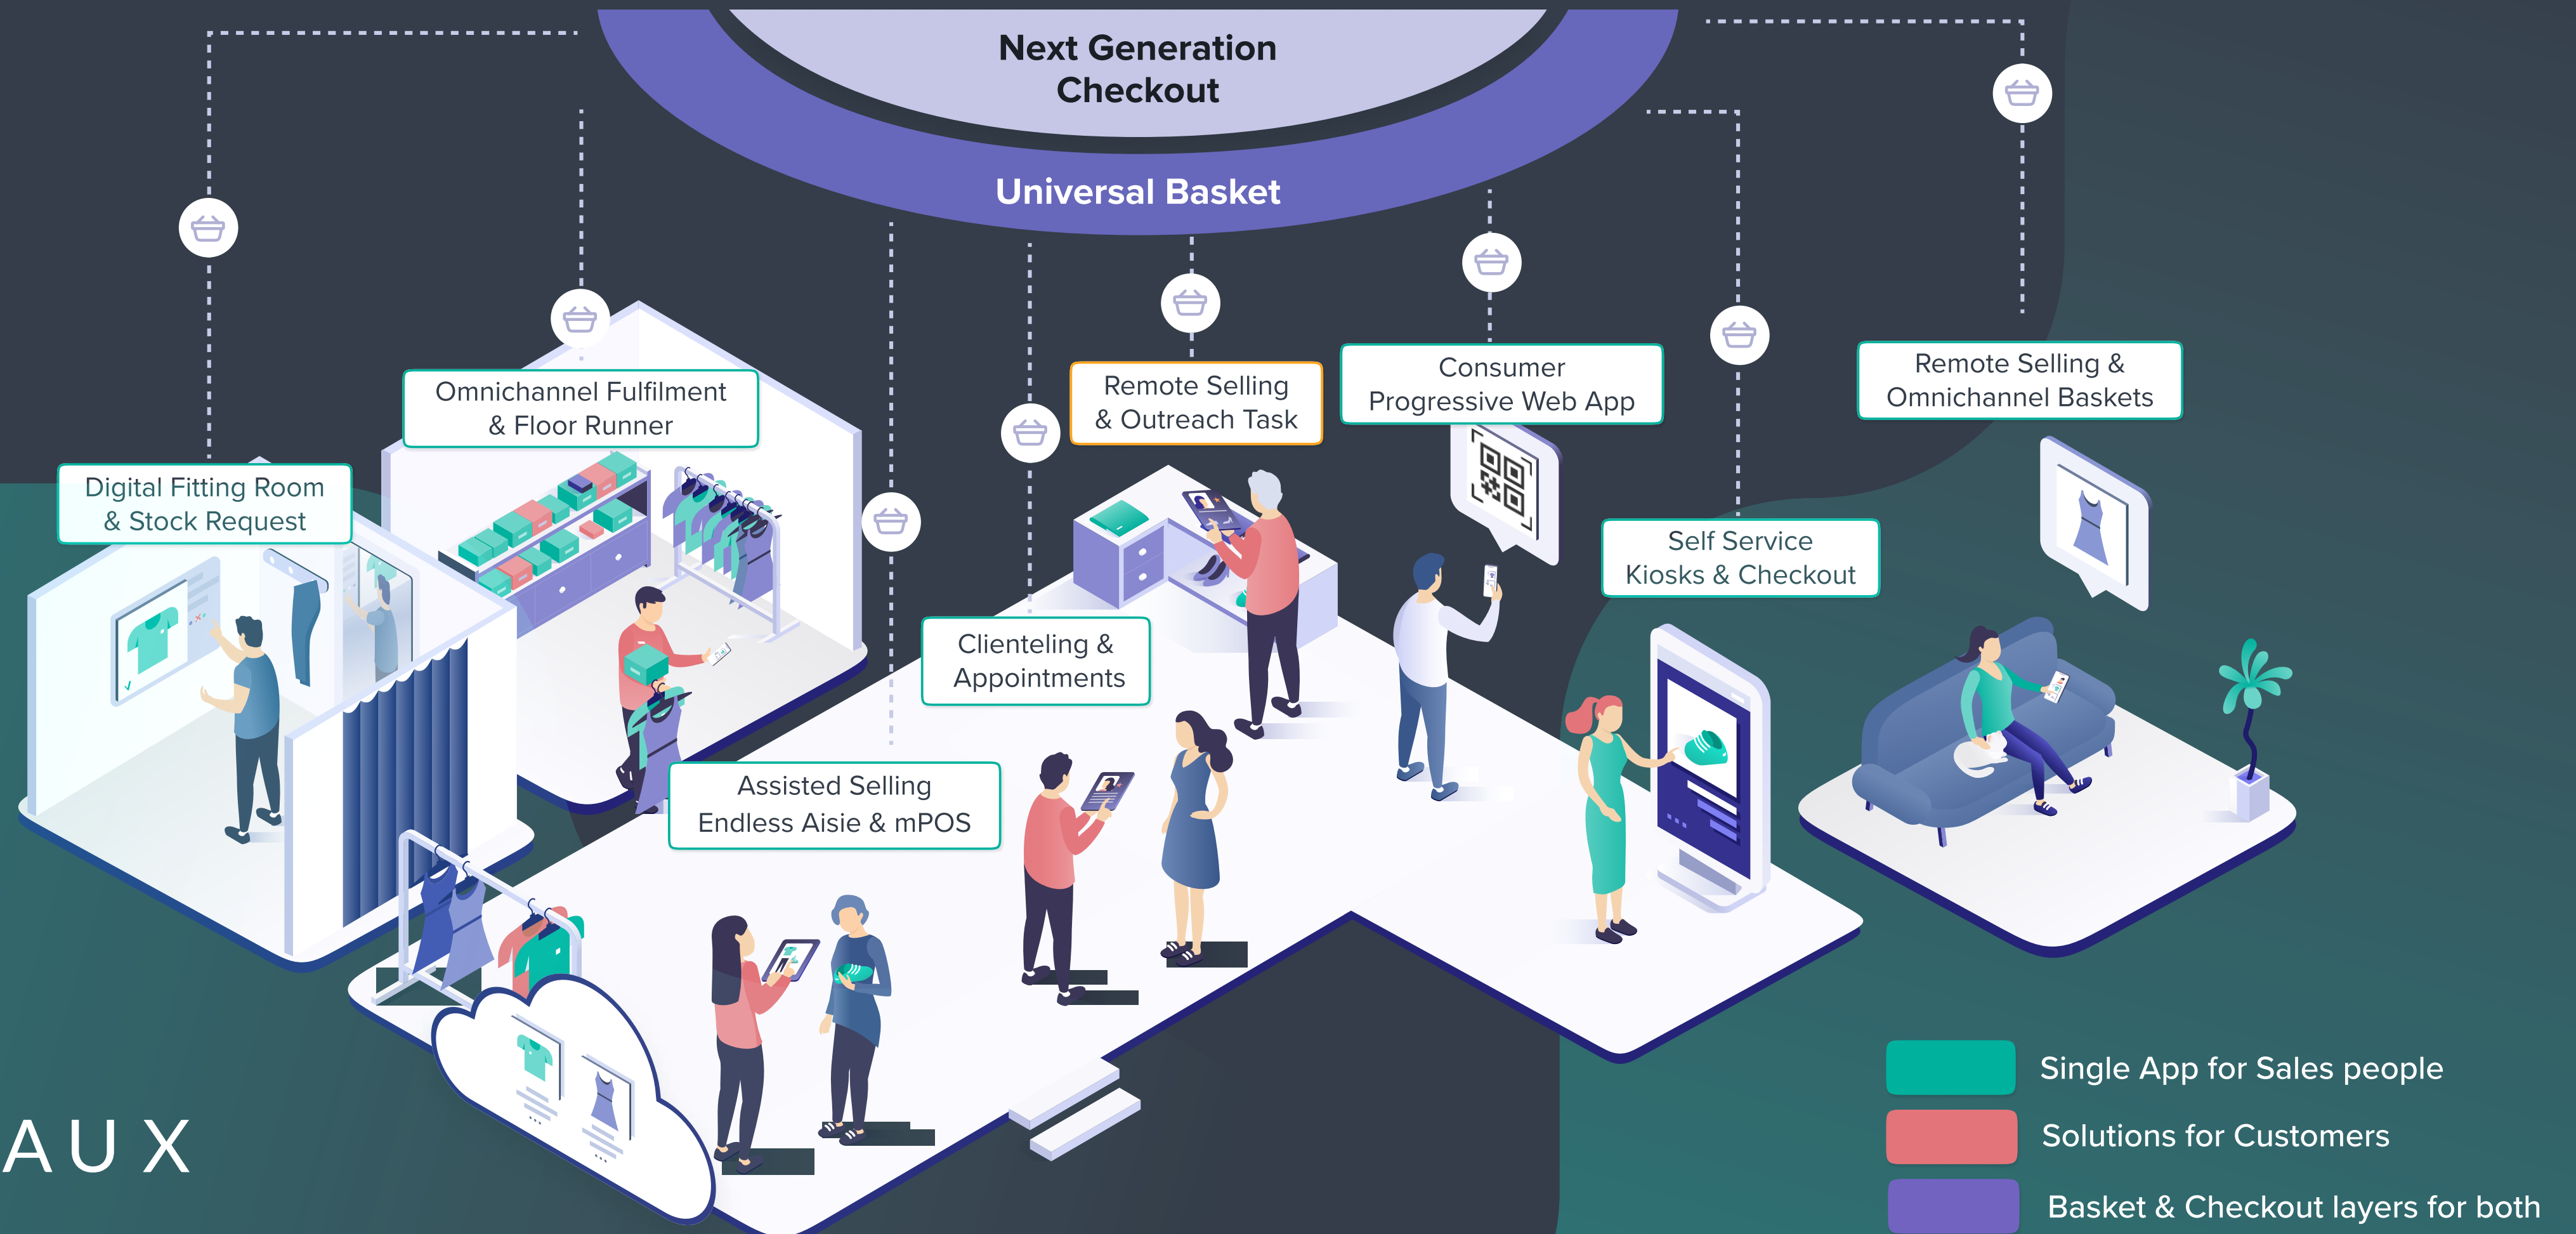 Next Generation
Checkout
Universal Basket
Omnichannel Fulfilment
& Floor Runner
Digital Fitting Room
& Stock Request
Remote Selling
& Outreach Task
Consumer
Progressive Web App
Remote Selling &
Omnichannel Baskets
Self Service
Kiosks & Checkout
Clienteling &
Appointments
Assisted Selling
Endless Aisie & mPOS
Single App for Sales people
Solutions for Customers
Basket & Checkout layers for both
AUX